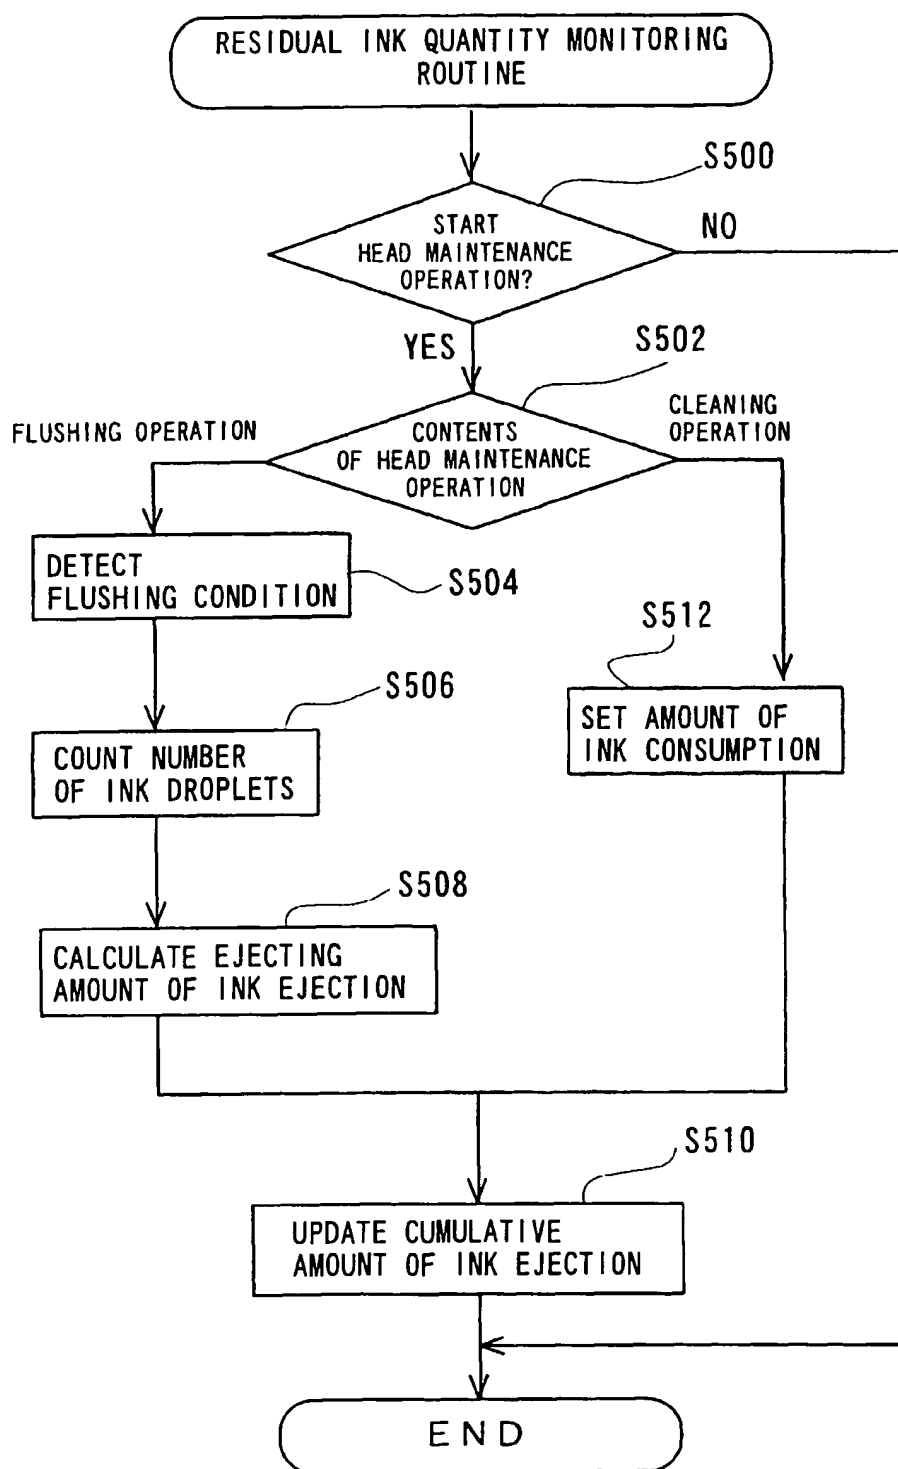 RESIDUAL INK QUANTITY MONITORING
ROUTINE
S500
START
HEAD MAINTENANCE
OPERATION?
NO
YES
S502
CONTENTS
OF HEAD MAINTENANCE
OPERATION
FLUSHING OPERATION
CLEANING
OPERATION
DETECT
FLUSHING CONDITION
S504
S512
SET AMOUNT OF
INK CONSUMPTION
S506
COUNT NUMBER
OF INK DROPLETS
S508
CALCULATE EJECTING
AMOUNT OF INK EJECTION
S510
UPDATE CUMULATIVE
AMOUNT OF INK EJECTION
END